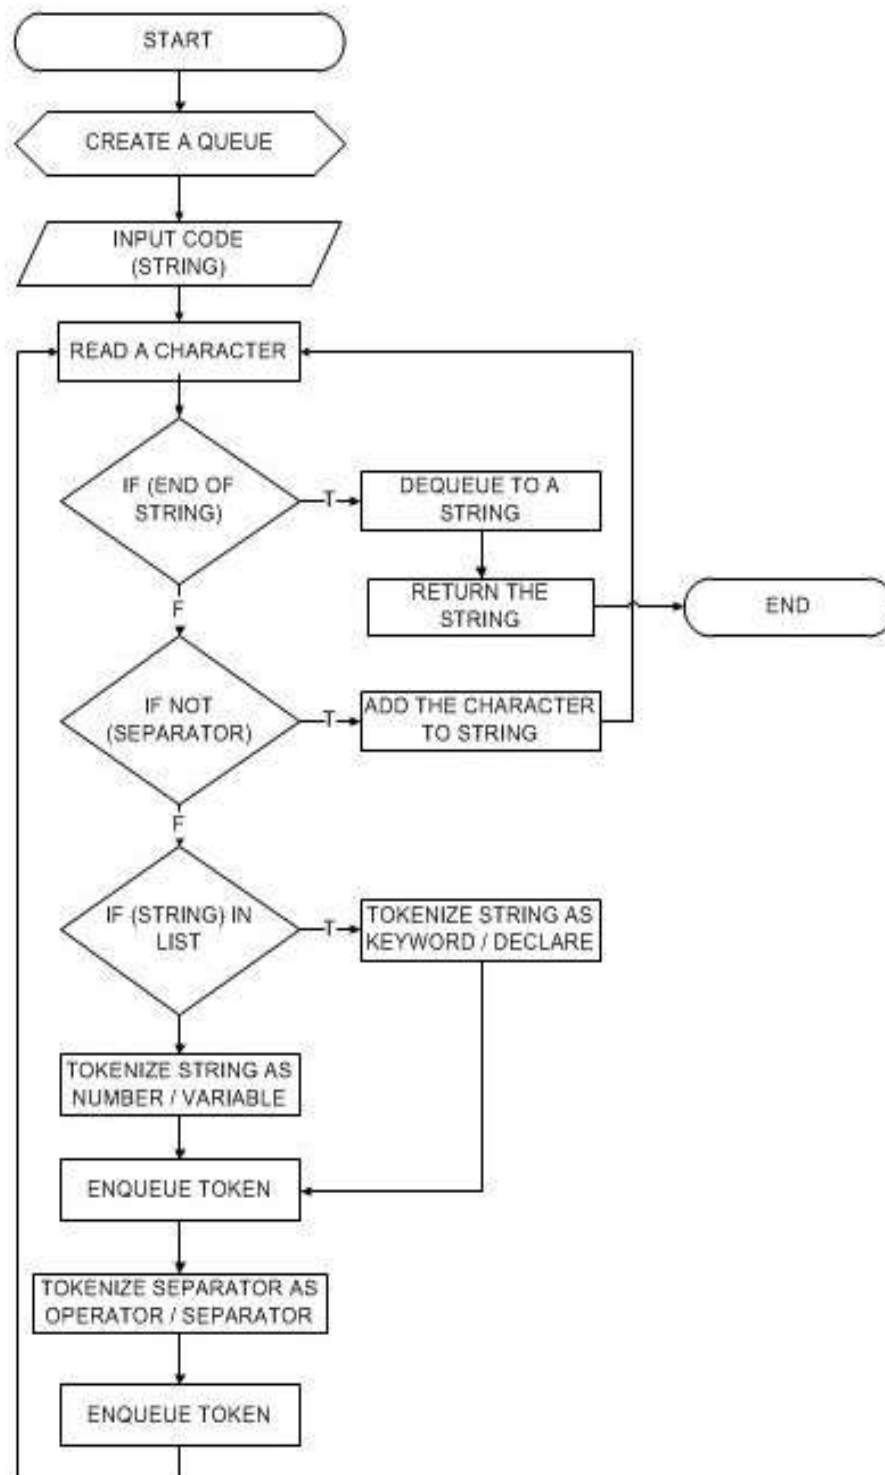 START
CREATE A QUEUE
INPUT CODE
(STRING)
READ A CHARACTER
IF (END OF
STRING)
T
DEQUEUE TO A
STRING
RETURN THE
STRING
END
F
IF NOT
(SEPARATOR)
T
ADD THE CHARACTER
TO STRING
F
IF (STRING) IN
LIST
T
TOKENIZE STRING AS
KEYWORD / DECLARE
TOKENIZE STRING AS
NUMBER / VARIABLE
ENQUEUE TOKEN
TOKENIZE SEPARATOR AS
OPERATOR / SEPARATOR
ENQUEUE TOKEN